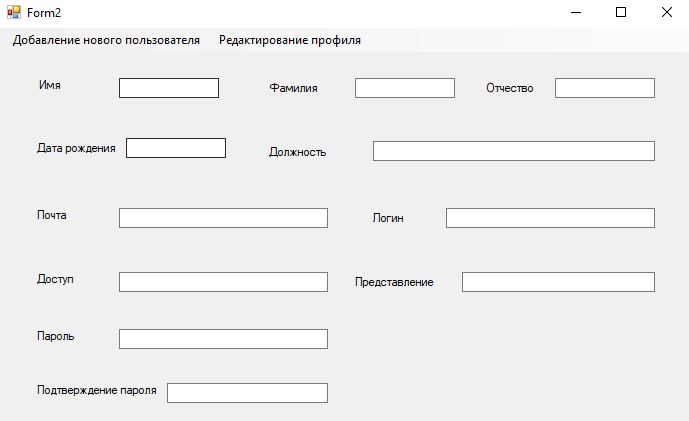 Form2
Добавление нового пользователя Редактирование профиля
Имя Фамилия Отчество
Дата рождения Должность
Почта Логин
Доступ Представление
Пароль
Подтверждение пароля